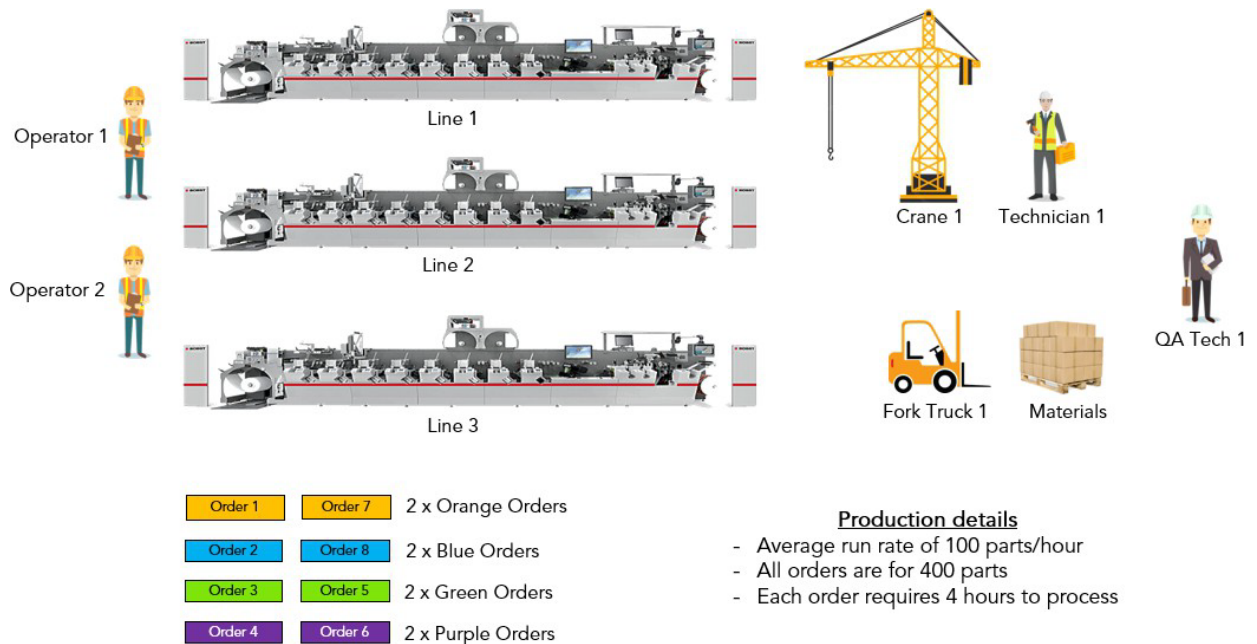 Operator 1
Line 1
Crane 1
Technician 1
Operator 2
Line 2
QA Tech 1
Fork Truck 1
Materials
Line 3
Order 1
Order 7
2 x Orange Orders
Order 2
Order 8
2 x Blue Orders
Order 3
Order 5
2 x Green Orders
Order 4
Order 6
2 x Purple Orders
Production details
- Average run rate of 100 parts/hour
- All orders are for 400 parts
- Each order requires 4 hours to process